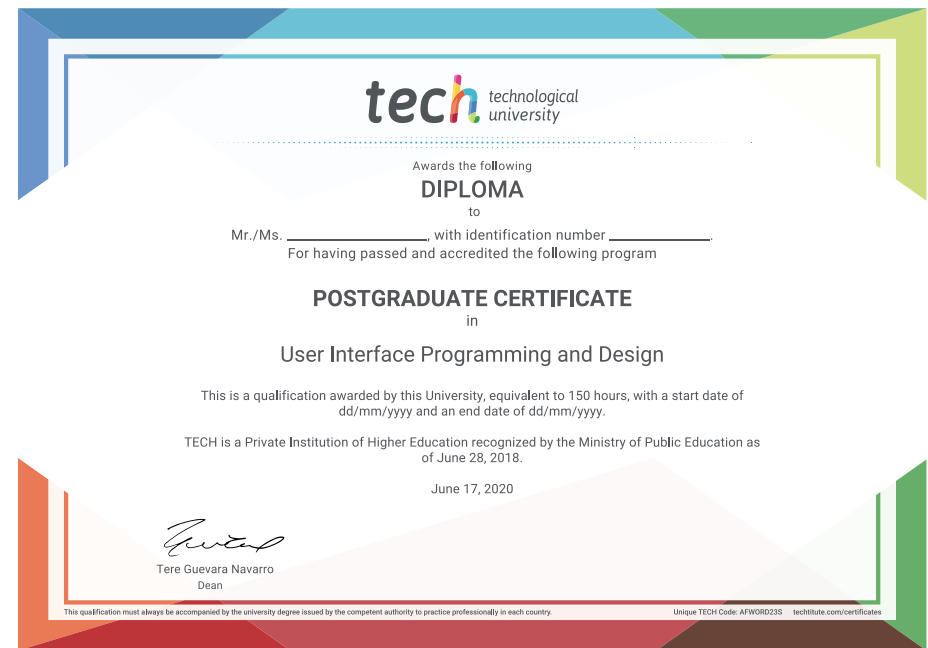 tech technological
university
Awards the following
DIPLOMA
to
Mr./Ms. ____________________, with identification number ______________.
For having passed and accredited the following program
POSTGRADUATE CERTIFICATE
in
User Interface Programming and Design
This is a qualification awarded by this University, equivalent to 150 hours, with a start date of
dd/mm/yyyy and an end date of dd/mm/yyyy.
TECH is a Private Institution of Higher Education recognized by the Ministry of Public Education as
of June 28, 2018.
June 17, 2020
Tere Guevara Navarro
Dean
This qualification must always be accompanied by the university degree issued by the competent authority to practice professionally in each country.
Unique TECH Code: AFWORD23S techtitute.com/certificates